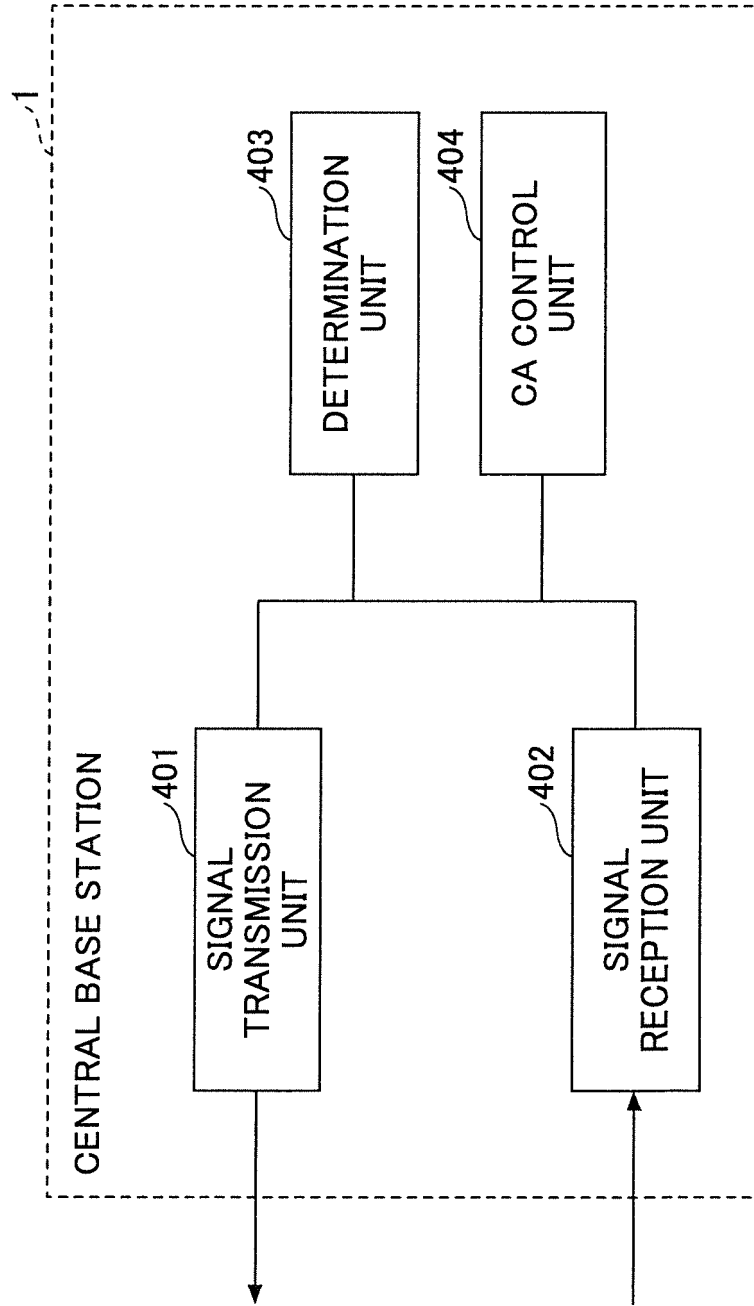 1
CENTRAL BASE STATION
401
SIGNAL
TRANSMISSION
UNIT
403
DETERMINATION
UNIT
402
SIGNAL
RECEPTION UNIT
404
CA CONTROL
UNIT